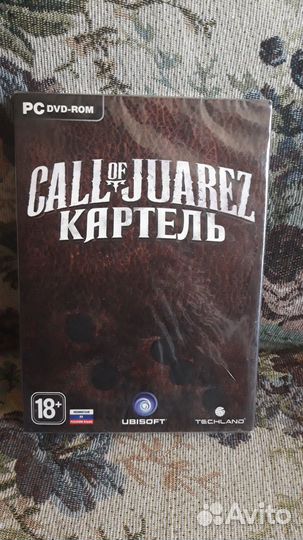 PC DVD-ROM
CALL OF JUAREZ
КАРТЕЛЬ
18+
UBISOFT
TECHLAND
Avito